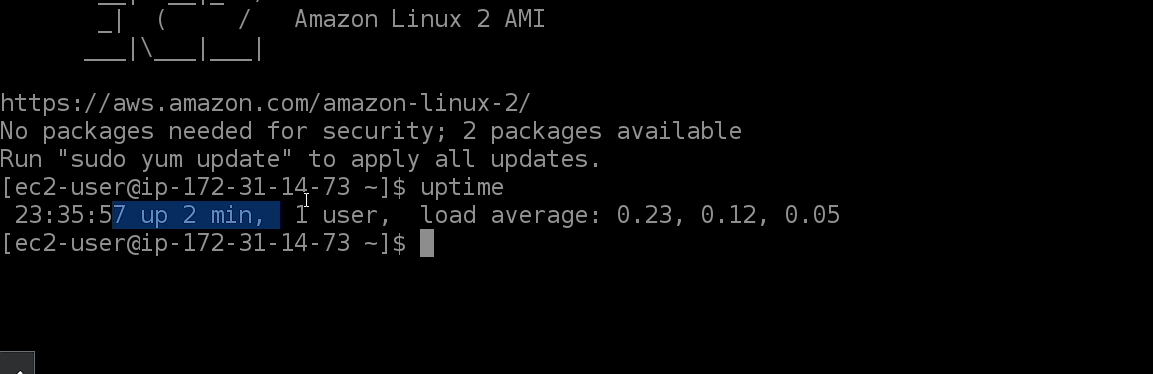 __|  __|_  )
_|  (     /   Amazon Linux 2 AMI
___|\___|___|
https://aws.amazon.com/amazon-linux-2/
No packages needed for security; 2 packages available
Run "sudo yum update" to apply all updates.
[ec2-user@ip-172-31-14-73 ~]$ uptime
 23:35:57 up 2 min,  1 user,  load average: 0.23, 0.12, 0.05
[ec2-user@ip-172-31-14-73 ~]$